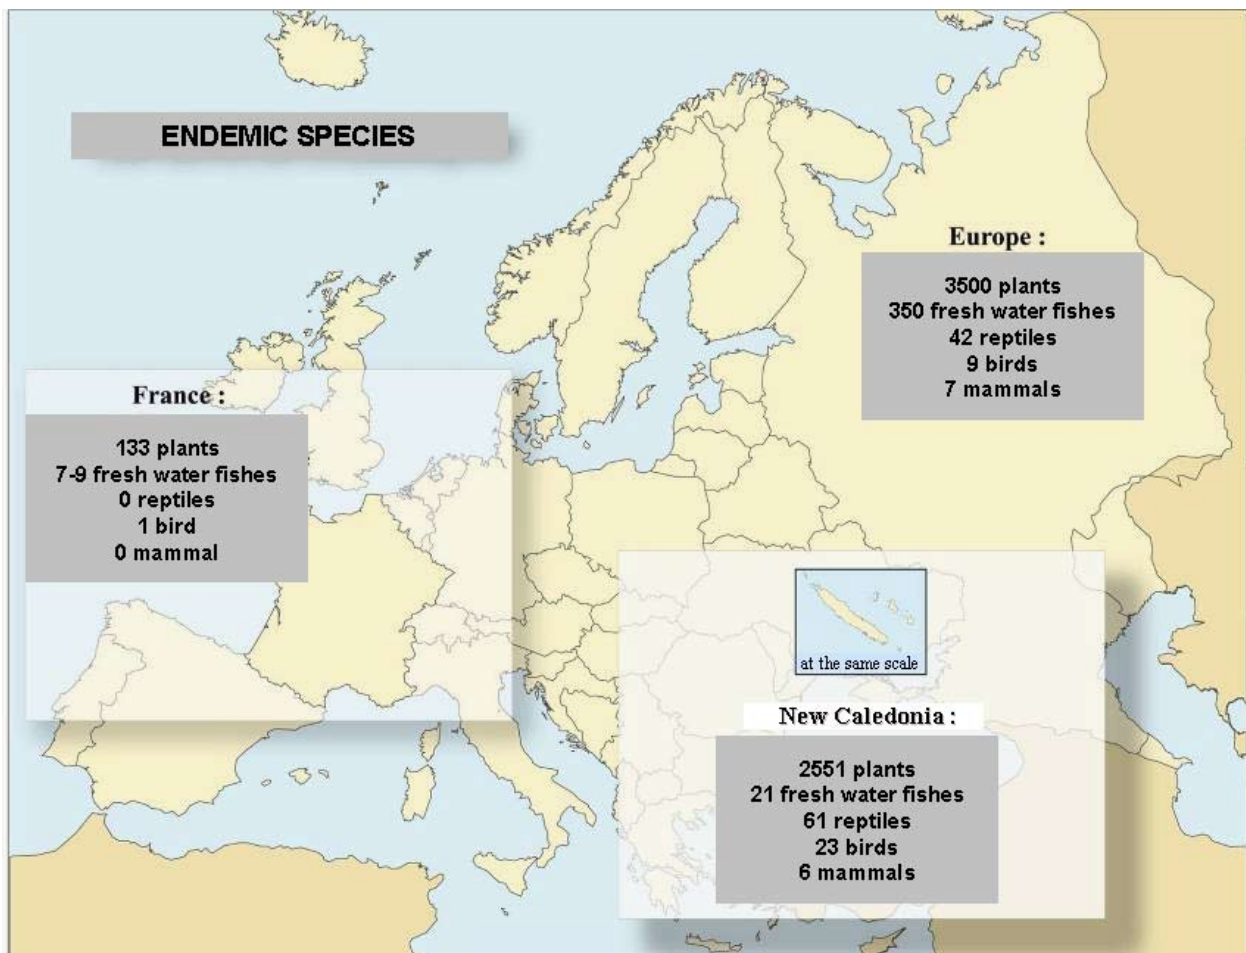 ENDEMIC SPECIES
Europe :
3500 plants
350 fresh water fishes
42 reptiles
9 birds
7 mammals
France :
133 plants
7-9 fresh water fishes
0 reptiles
1 bird
0 mammal
at the same scale
New Caledonia :
2551 plants
21 fresh water fishes
61 reptiles
23 birds
6 mammals